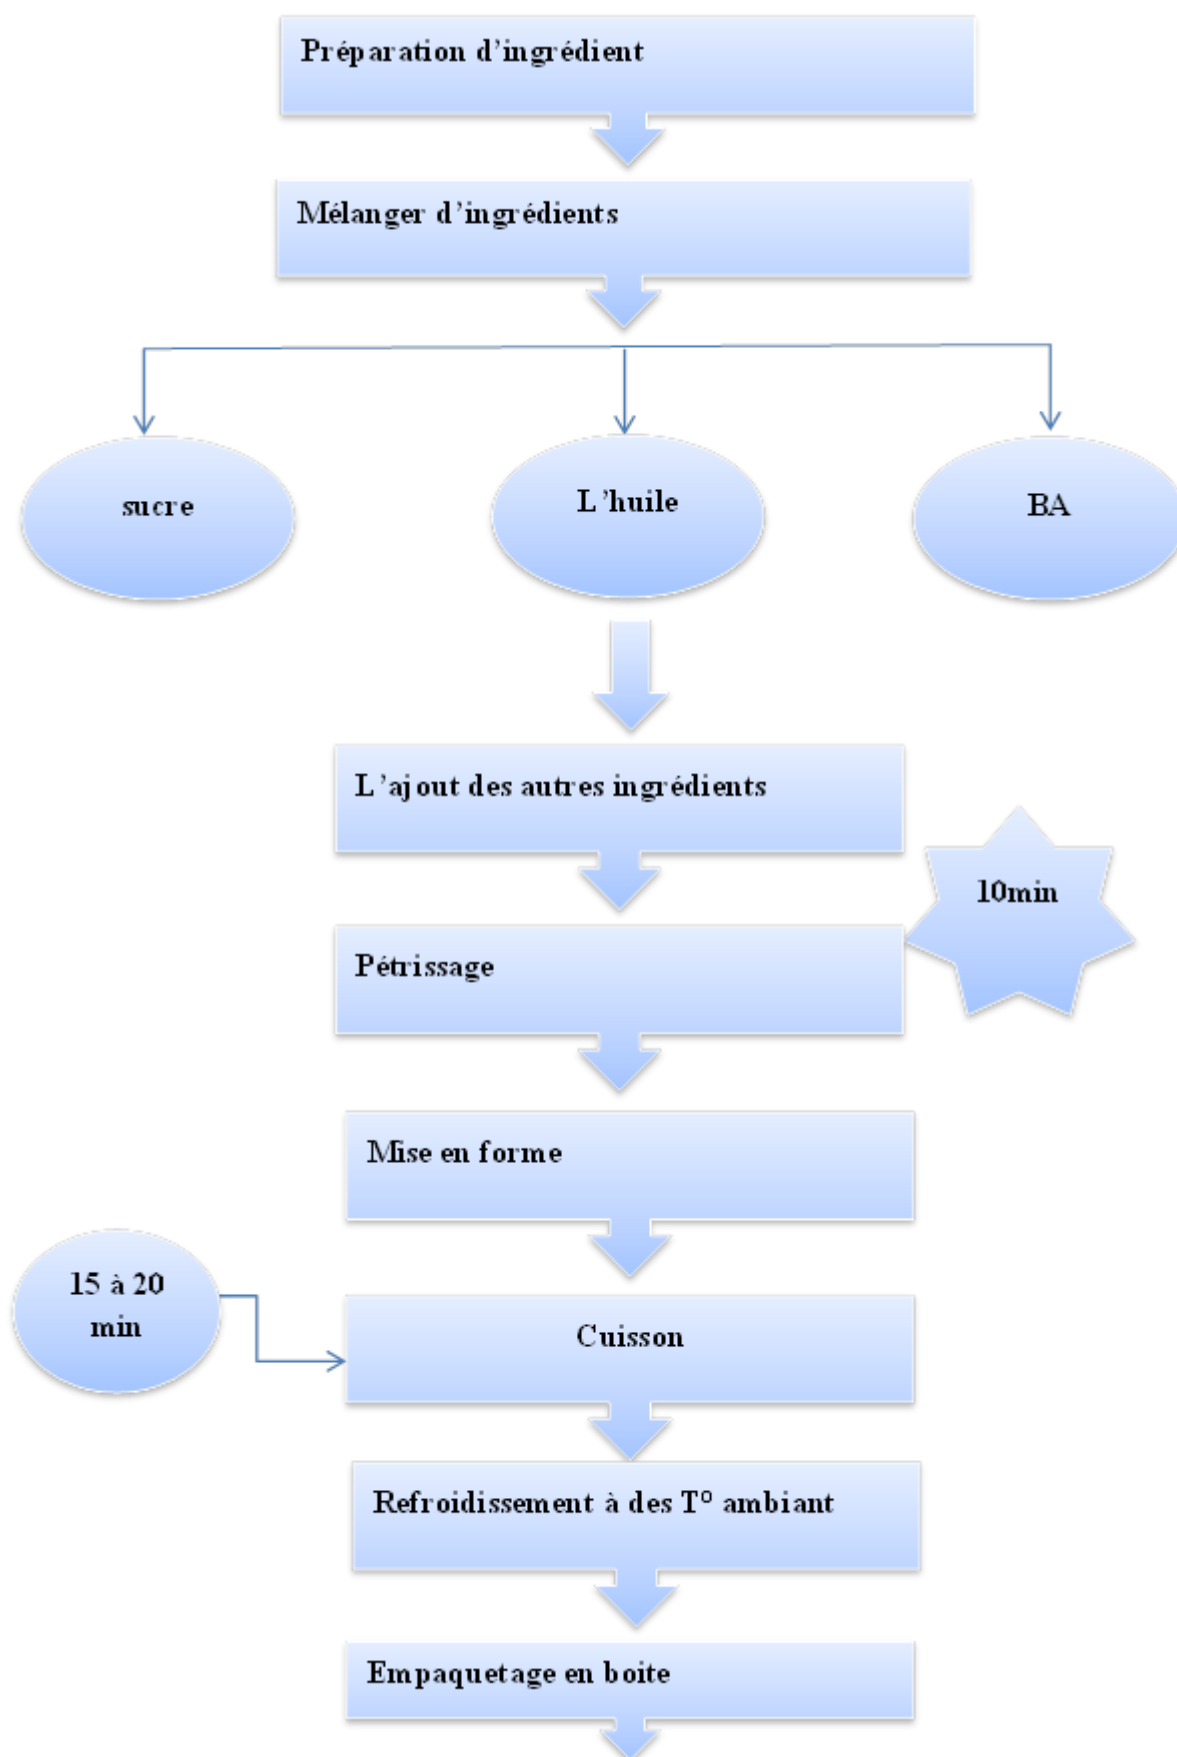 Préparation d'ingrédient
Mélanger d'ingrédients
sucre
L'huile
BA
L'ajout des autres ingrédients
10min
Pétrissage
Mise en forme
15 à 20
min
Cuisson
Refroidissement à des T° ambiant
Empaquetage en boite